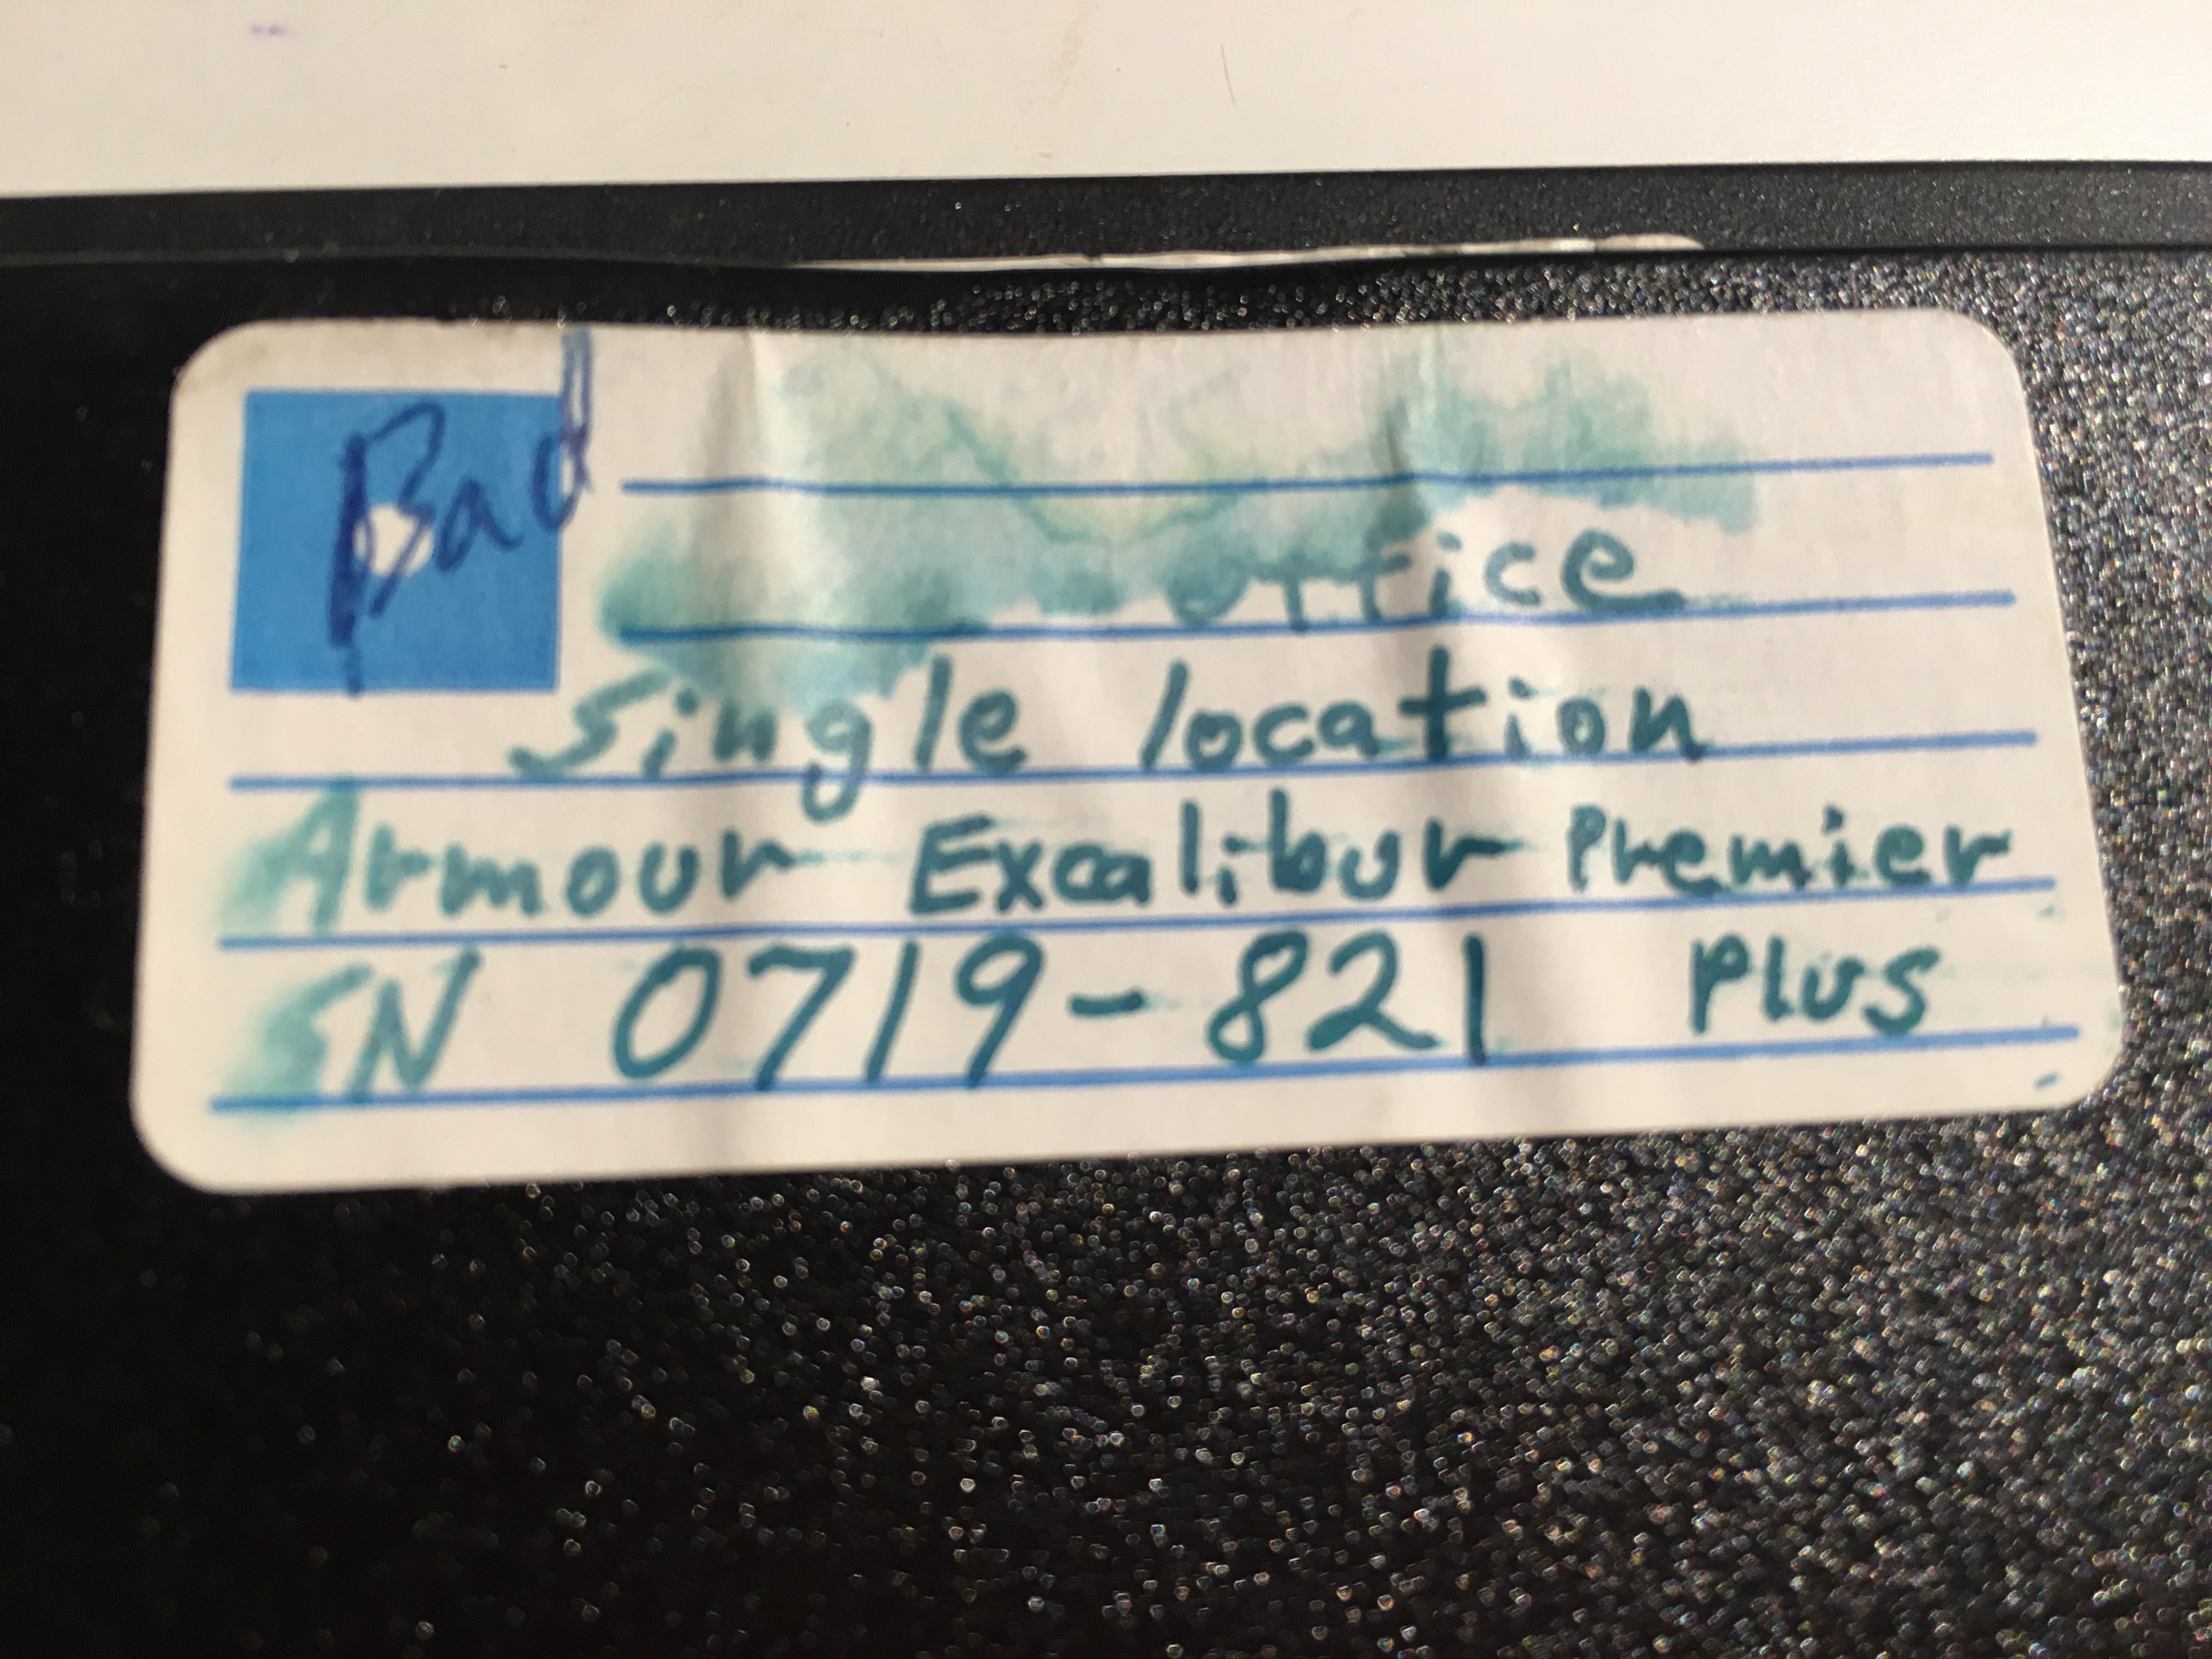 Bad
office
Single location
Armour Excalibur Premier
SN 0719-821 Plus